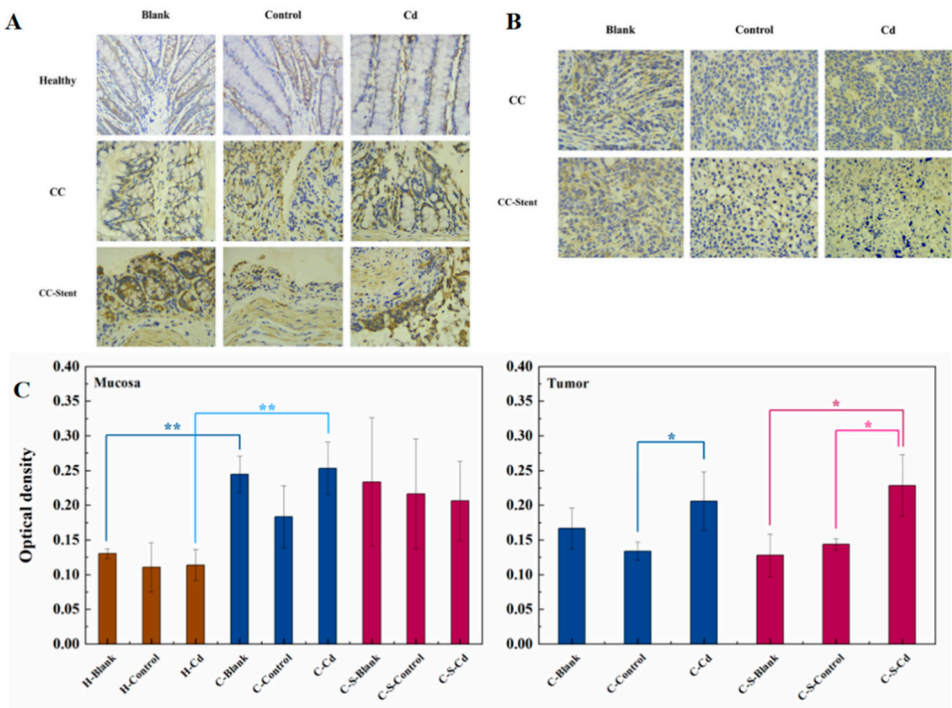 A
Blank Control Cd
Healthy
CC
CC-Stent
B
Blank Control Cd
CC
CC-Stent
C
Mucosa
Optical density
0.40
0.35
0.30
0.25
0.20
0.15
0.10
0.05
0.00
**
**
H-Blank
H-Control
H-Cd
C-Blank
C-Control
C-Cd
C-S-Blank
C-S-Control
C-S-Cd
Tumor
0.40
0.35
0.30
0.25
0.20
0.15
0.10
0.05
0.00
*
*
*
C-Blank
C-Control
C-Cd
C-S-Blank
C-S-Control
C-S-Cd